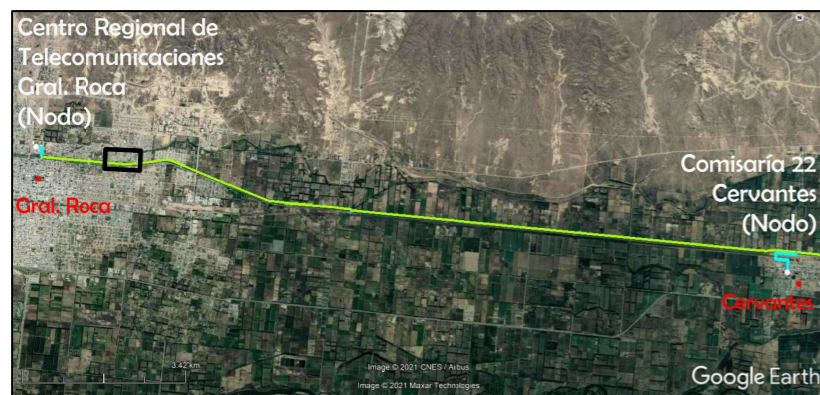 Centro Regional de
Telecomunicaciones
Gral. Roca
(Nodo)
Gral. Roca
Comisaría 22
Cervantes
(Nodo)
Cervantes
3.42 km
Image © 2021 CNES / Airbus
Image © 2021 Maxar Technologies
Google Earth